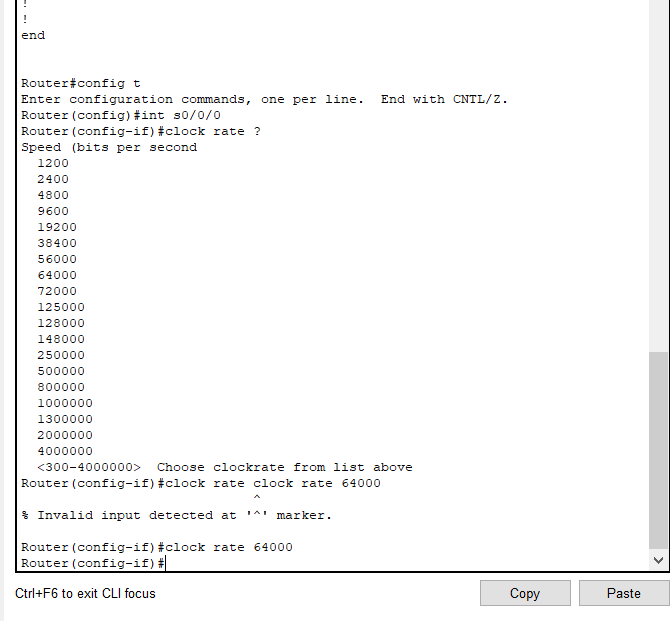 !
!
end
Router#config t
Enter configuration commands, one per line.  End with CNTL/Z.
Router(config)#int s0/0/0
Router(config-if)#clock rate ?
Speed (bits per second
  1200
  2400
  4800
  9600
  19200
  38400
  56000
  64000
  72000
  125000
  128000
  148000
  250000
  500000
  800000
  1000000
  1300000
  2000000
  4000000
  <300-4000000>  Choose clockrate from list above
Router(config-if)#clock rate clock rate 64000
                             ^
% Invalid input detected at '^' marker.
Router(config-if)#clock rate 64000
Router(config-if)#
Ctrl+F6 to exit CLI focus
Copy
Paste